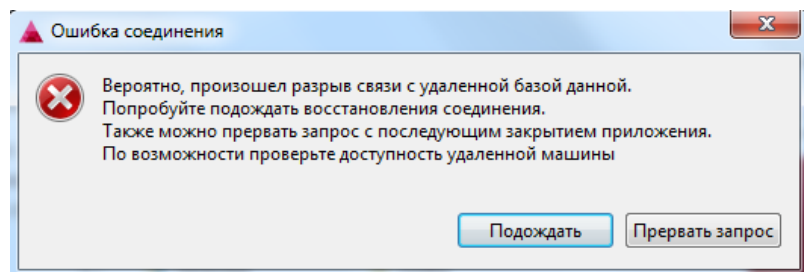 Ошибка соединения
Вероятно, произошел разрыв связи с удаленной базой данной.
Попробуйте подождать восстановления соединения.
Также можно прервать запрос с последующим закрытием приложения.
По возможности проверьте доступность удаленной машины
Подождать Прервать запрос